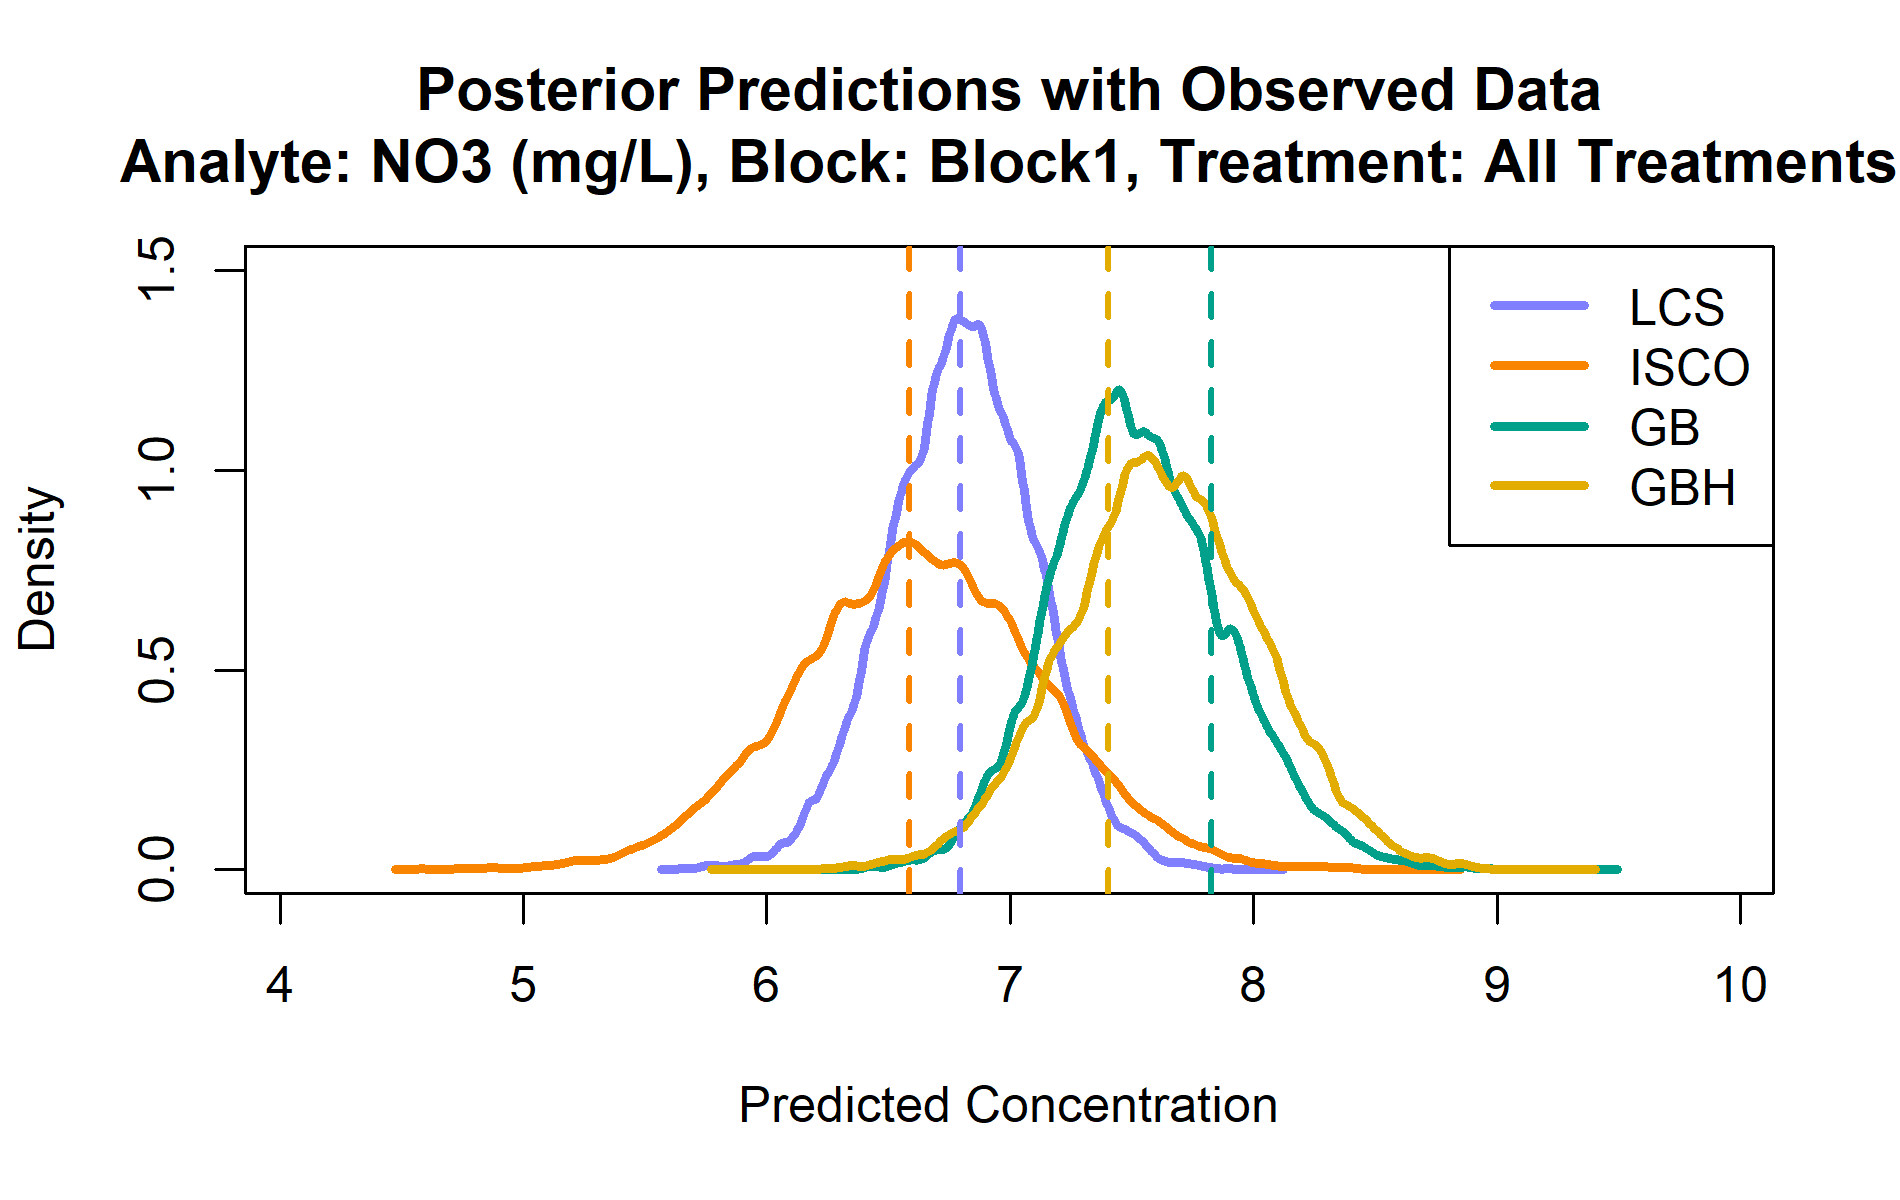 Posterior Predictions with Observed Data
Analyte: NO3 (mg/L), Block: Block1, Treatment: All Treatments
1.5
1.0
0.5
0.0
Density
LCS
ISCO
GB
GBH
4 5 6 7 8 9 10
Predicted Concentration